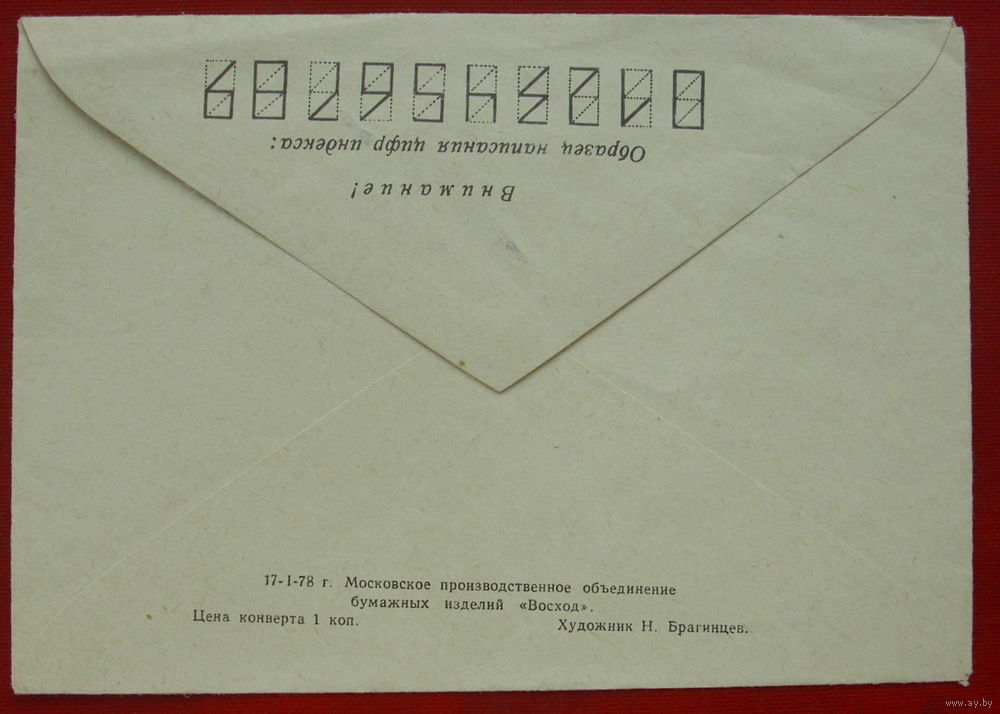 Внимание!
Образец написания цифр индекса:
0123456789
17-1-78 г. Московское производственное объединение
бумажных изделий «Восход».
Цена конверта 1 коп. Художник Н. Брагинцев.
www.ay.by